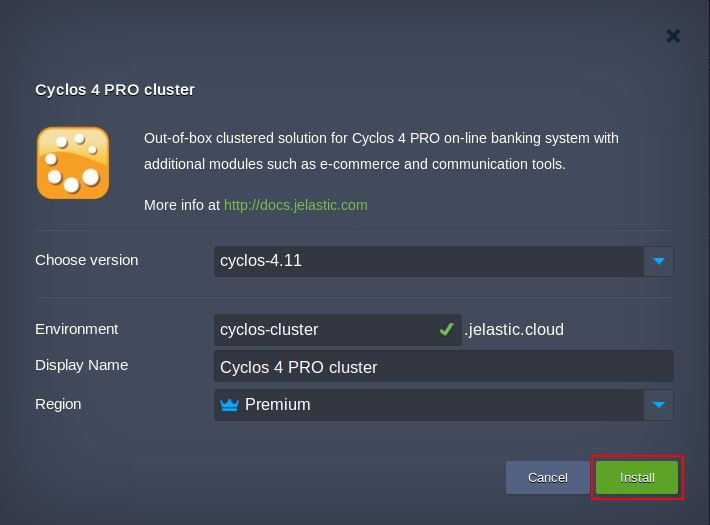 Cyclos 4 PRO cluster
Out-of-box clustered solution for Cyclos 4 PRO on-line banking system with
additional modules such as e-commerce and communication tools.
More info at http://docs.jelastic.com
Choose version cyclos-4.11
Environment cyclos-cluster .jelastic.cloud
Display Name Cyclos 4 PRO cluster
Region Premium
Cancel Install